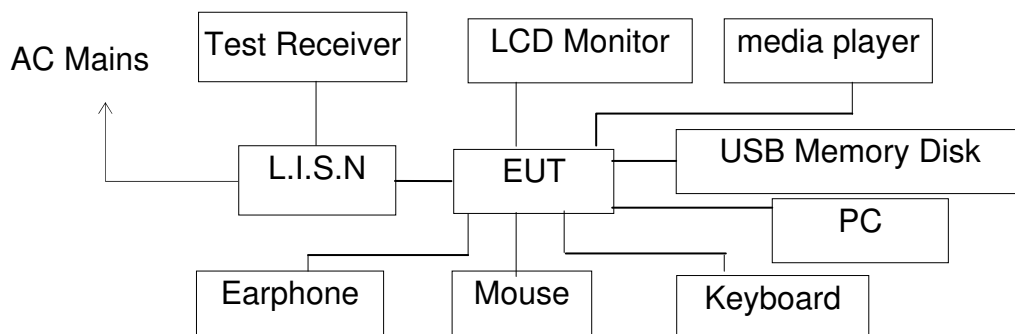 Test Receiver
LCD Monitor
media player
AC Mains
L.I.S.N
EUT
USB Memory Disk
PC
Earphone
Mouse
Keyboard